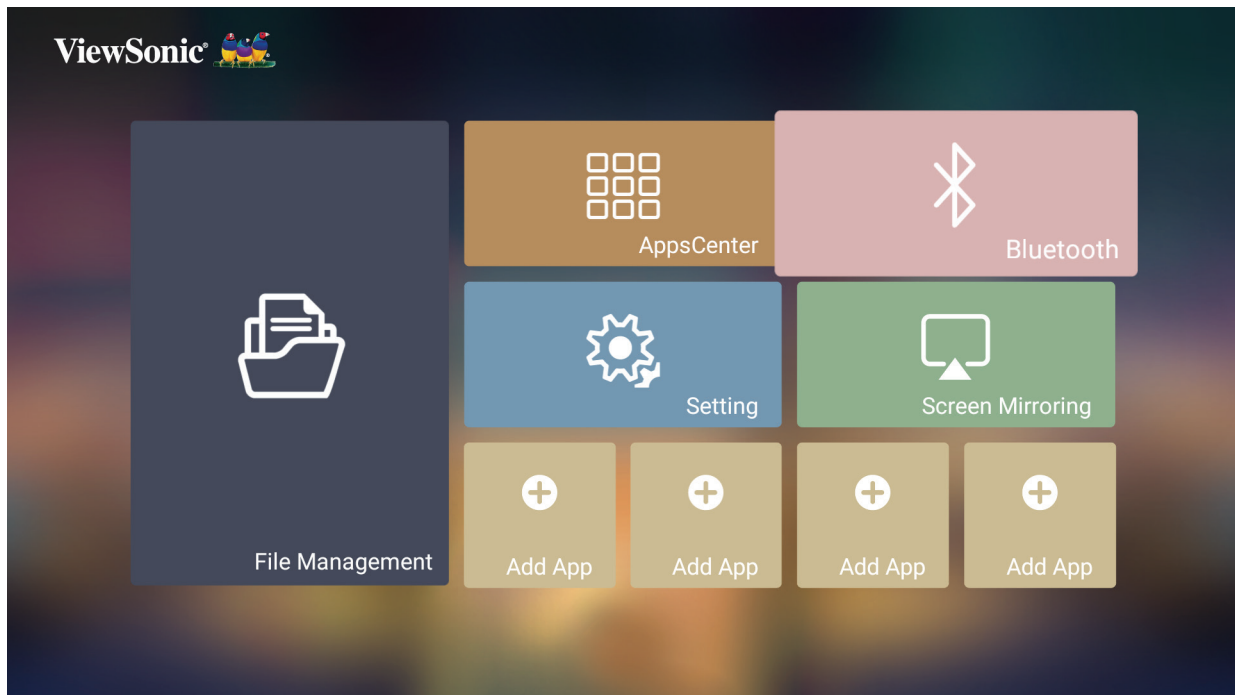 ViewSonic®
AppsCenter
Bluetooth
Setting
Screen Mirroring
File Management
Add App
Add App
Add App
Add App